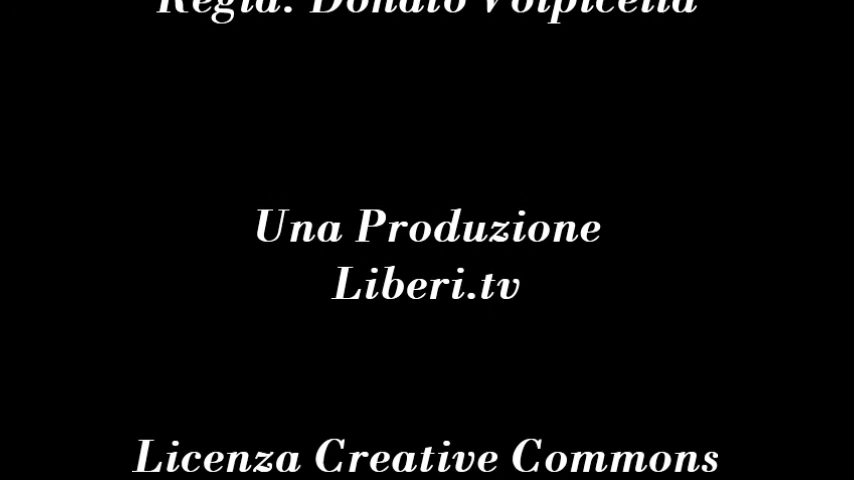 Regia: Donato Volpicella
Una Produzione
Liberi.tv
Licenza Creative Commons